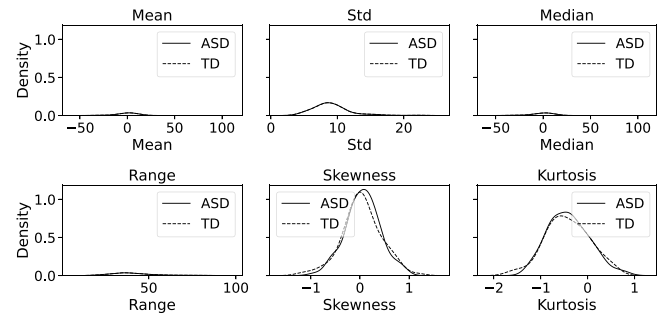 Mean Std Median
1.0
0.5
0.0
Density
ASD
TD
ASD
TD
ASD
TD
−50 0 50 100
0 10 20
−50 0 50 100
Mean Std Median
Range Skewness Kurtosis
1.0
0.5
0.0
Density
ASD
TD
ASD
TD
ASD
TD
50 100
−1 0 1
−2 −1 0 1
Range Skewness Kurtosis